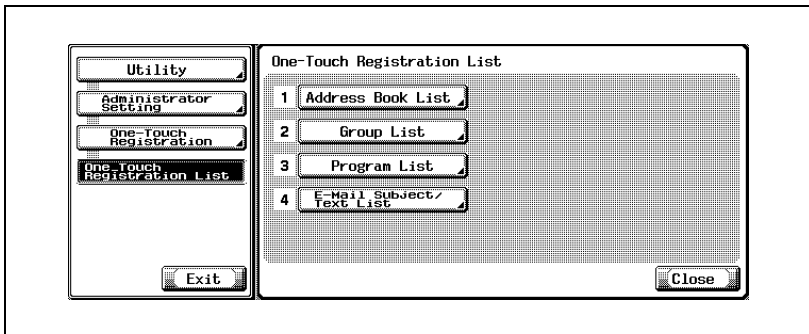 Utility
Administrator
Setting
One-Touch
Registration
One-Touch
Registration List
Exit
One-Touch Registration List
1 Address Book List
2 Group List
3 Program List
4 E-Mail Subject/
Text List
Close